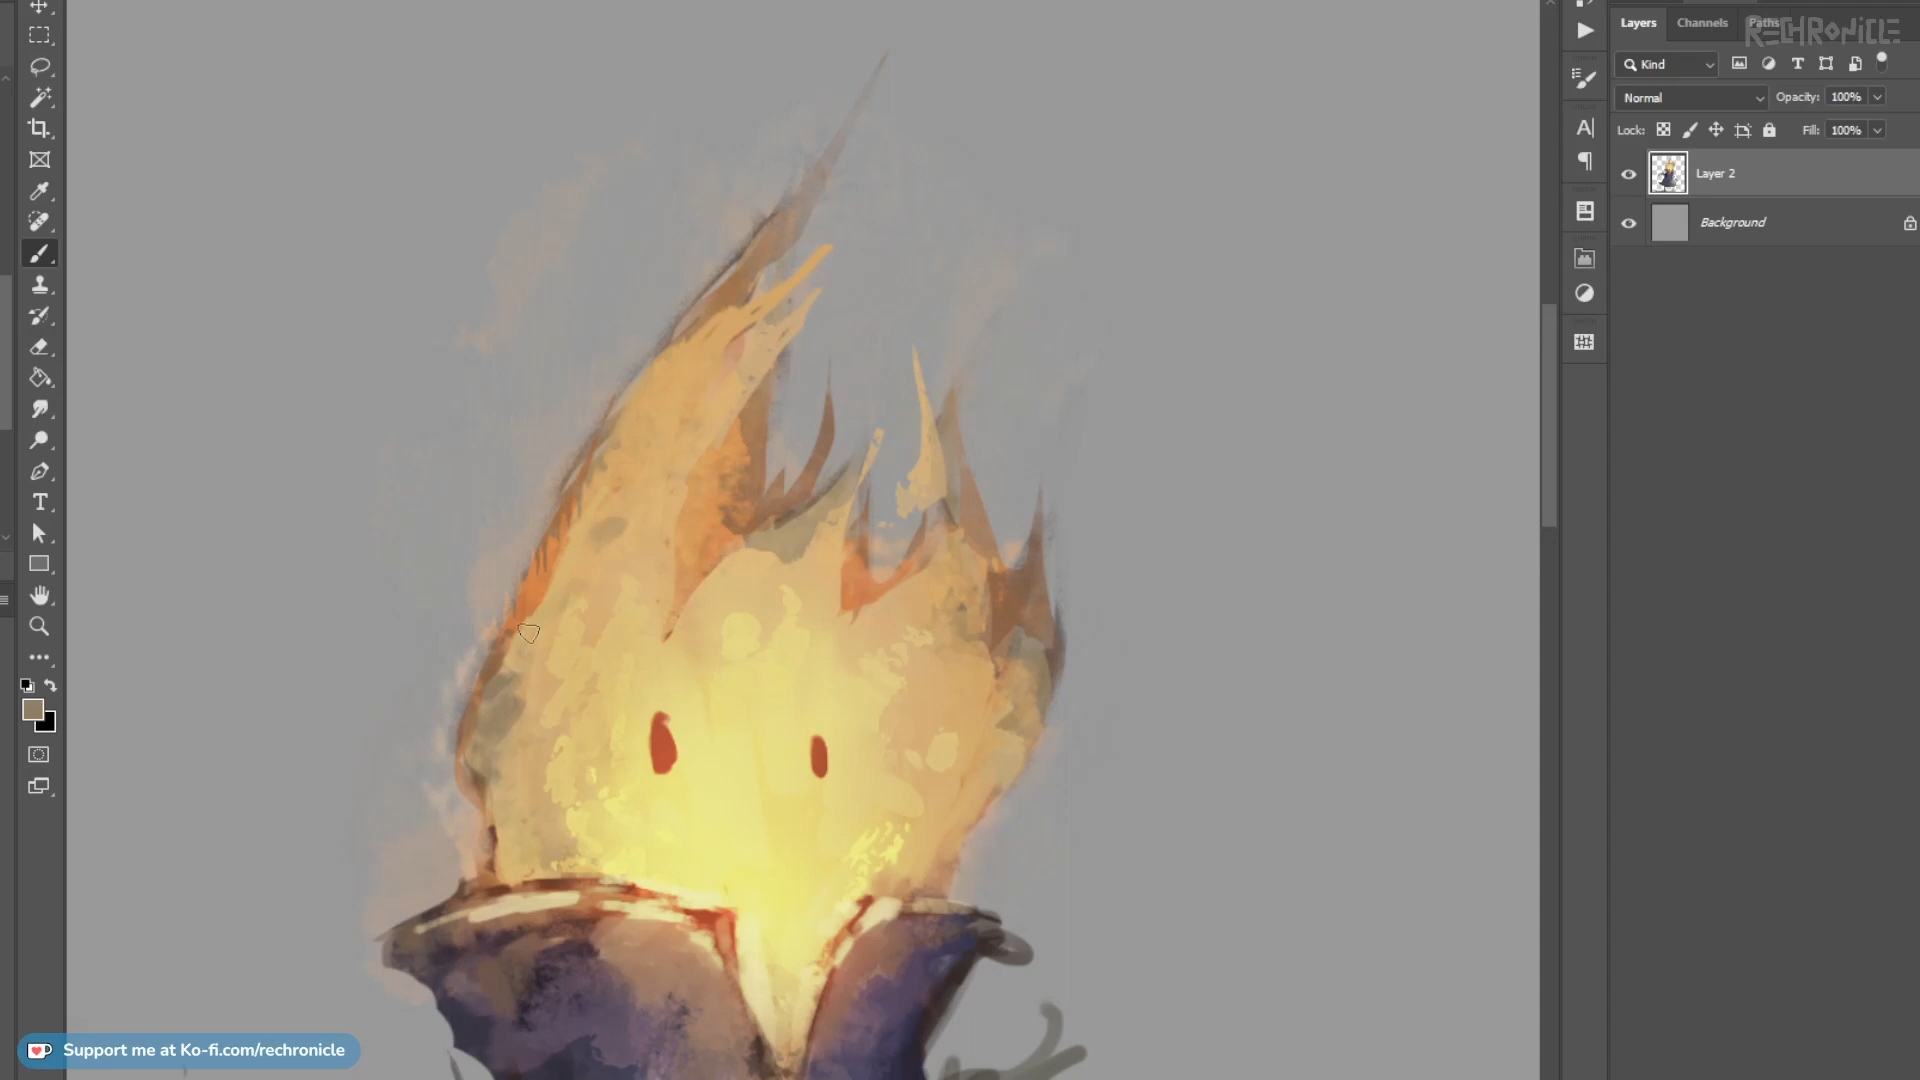 Layers Channels Paths
RECHRONICLE
Kind
Normal Opacity: 100%
Lock: Fill: 100%
Layer 2
Background
Support me at Ko-fi.com/rechronicle